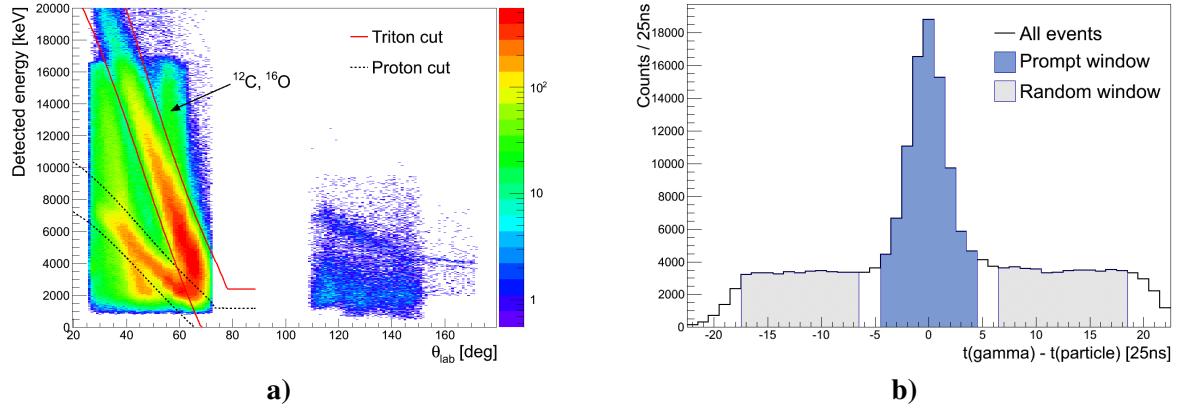 Detected energy [keV]
20000
18000
16000
14000
12000
10000
8000
6000
4000
2000
0
20 40 60 80 100 120 140 160
θlab [deg]
Triton cut
Proton cut
12C, 16O
10²
10
1
a)
Counts / 25ns
18000
16000
14000
12000
10000
8000
6000
4000
2000
0
-20 -15 -10 -5 0 5 10 15 20
t(gamma) - t(particle) [25ns]
All events
Prompt window
Random window
b)